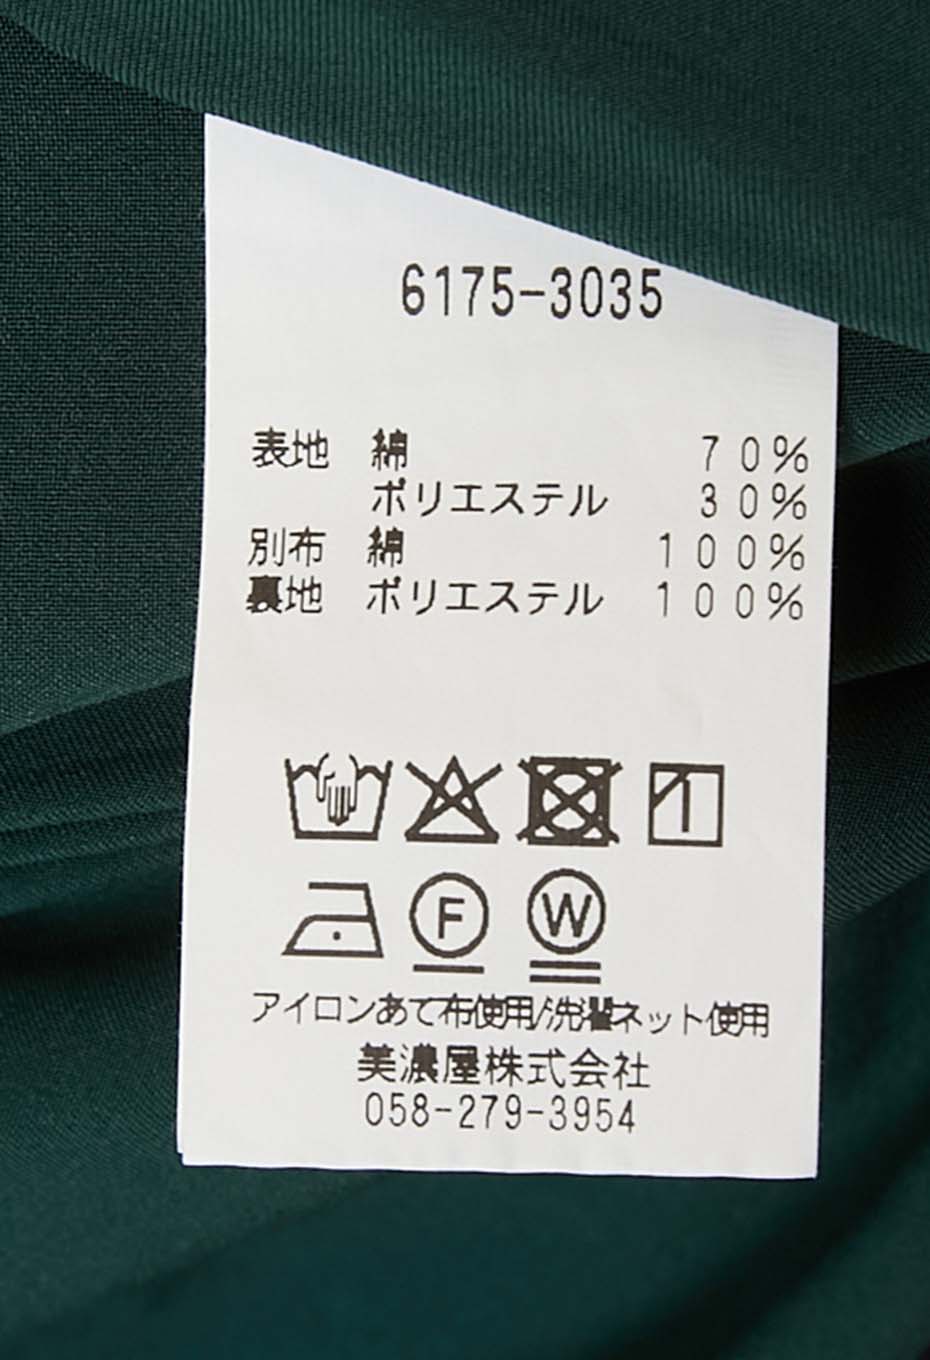 6175-3035
表地 綿 70%
ポリエステル 30%
別布 綿 100%
裏地 ポリエステル 100%
F W
アイロンあて布使用/洗濯ネット使用
美濃屋株式会社
058-279-3954